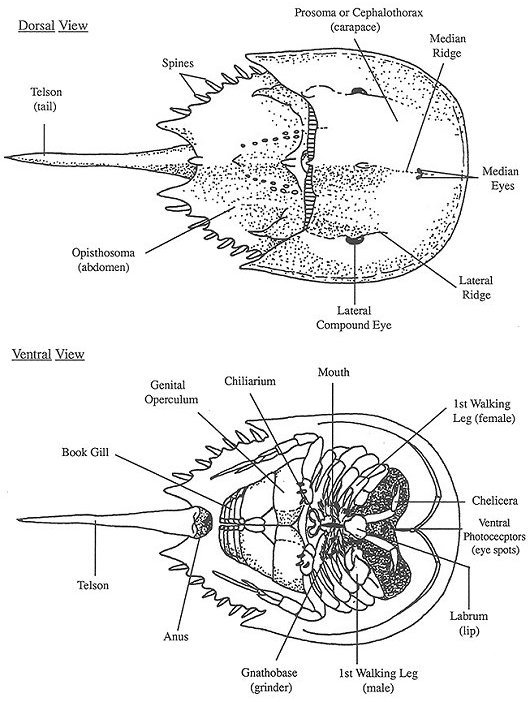 Dorsal View
Prosoma or Cephalothorax
(carapace)
Median
Ridge
Spines
Telson
(tail)
Median
Eyes
Opisthosoma
(abdomen)
Lateral
Ridge
Lateral
Compound Eye
Ventral View
Mouth
Genital
Operculum
Chiliarium
1st Walking
Leg (female)
Book Gill
Chelicera
Ventral
Photoceptors
(eye spots)
Telson
Labrum
(lip)
Anus
Gnathobase
(grinder)
1st Walking Leg
(male)